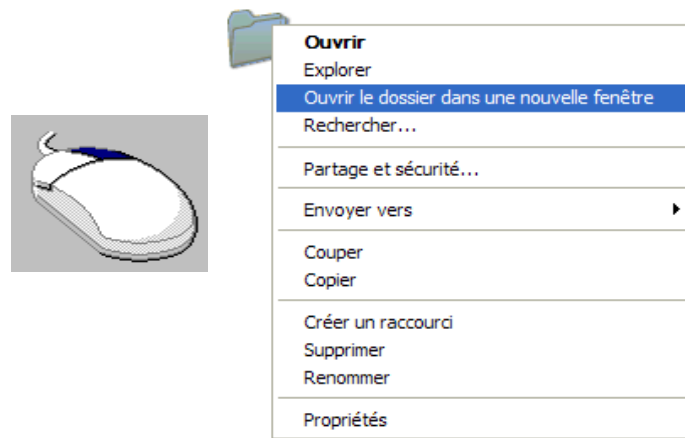 Ouvrir
Explorer
Ouvrir le dossier dans une nouvelle fenêtre
Rechercher...
Partage et sécurité...
Envoyer vers
Couper
Copier
Créer un raccourci
Supprimer
Renommer
Propriétés